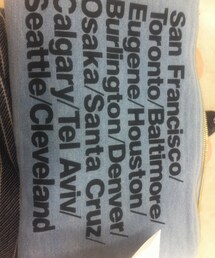 San Francisco/
Toronto/Baltimore/
Eugene/Houston/
Burlington/Denver/
Osaka/Santa Cruz/
Calgary/Tel Aviv/
Seattle/Cleveland